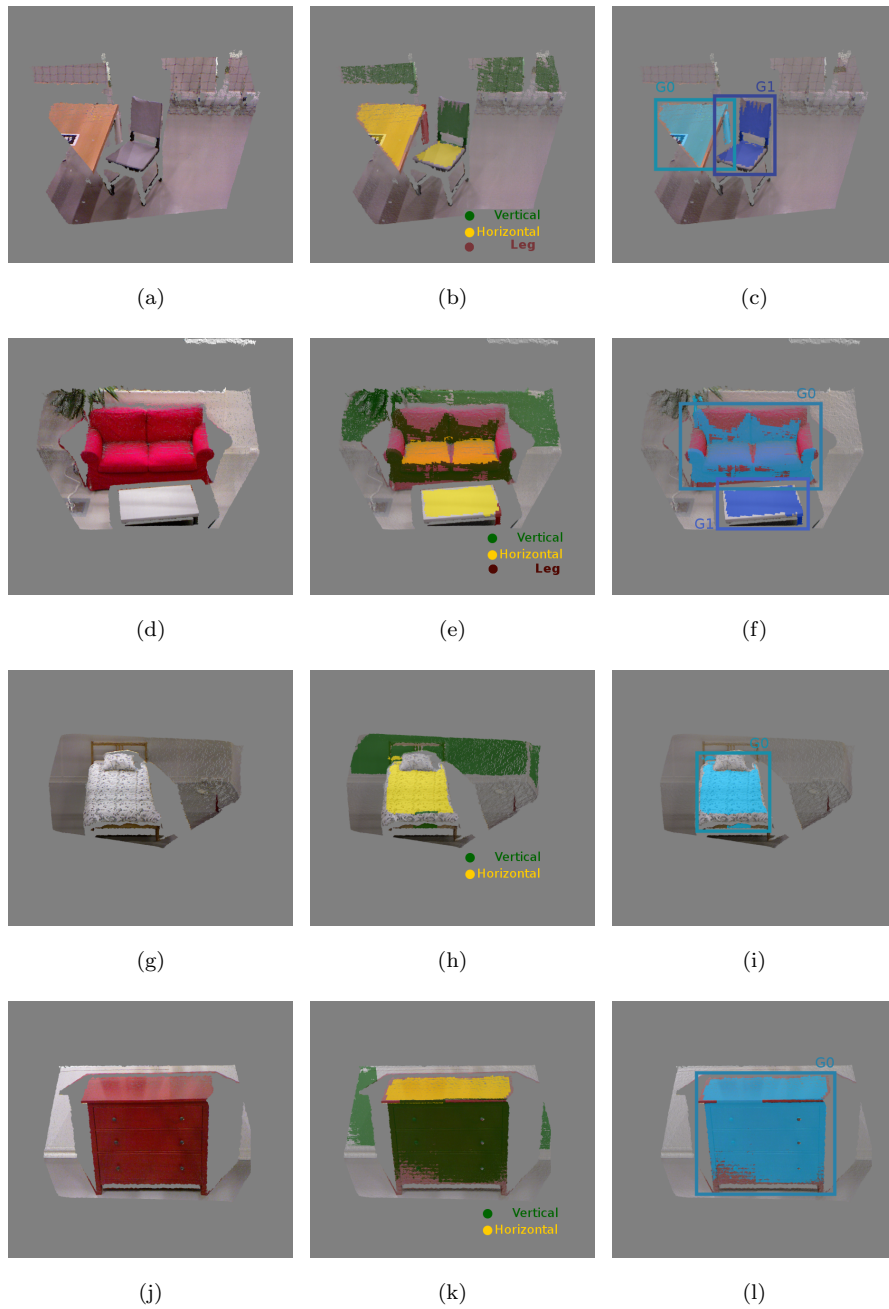 G0
G1
Vertical
Horizontal
Leg
(a)
(b)
(c)
G0
G1
Vertical
Horizontal
Leg
(d)
(e)
(f)
G0
Vertical
Horizontal
(g)
(h)
(i)
G0
Vertical
Horizontal
(j)
(k)
(l)